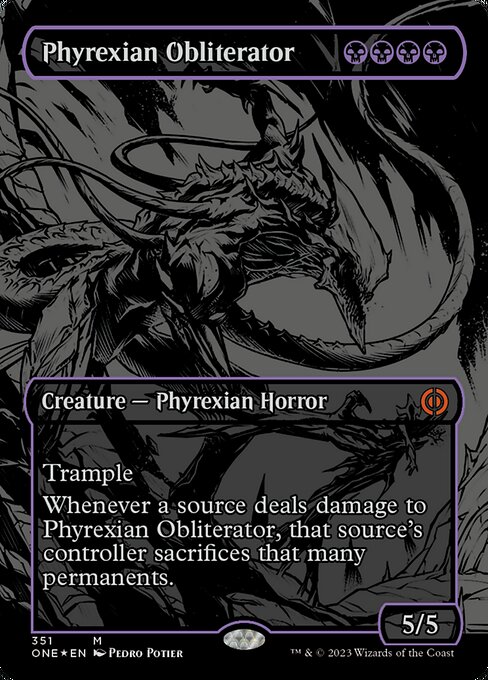 Phyrexian Obliterator
Creature — Phyrexian Horror
Trample
Whenever a source deals damage to
Phyrexian Obliterator, that source's
controller sacrifices that many
permanents.
5/5
351 M
ONE★EN Pedro Potier
™ & © 2023 Wizards of the Coast